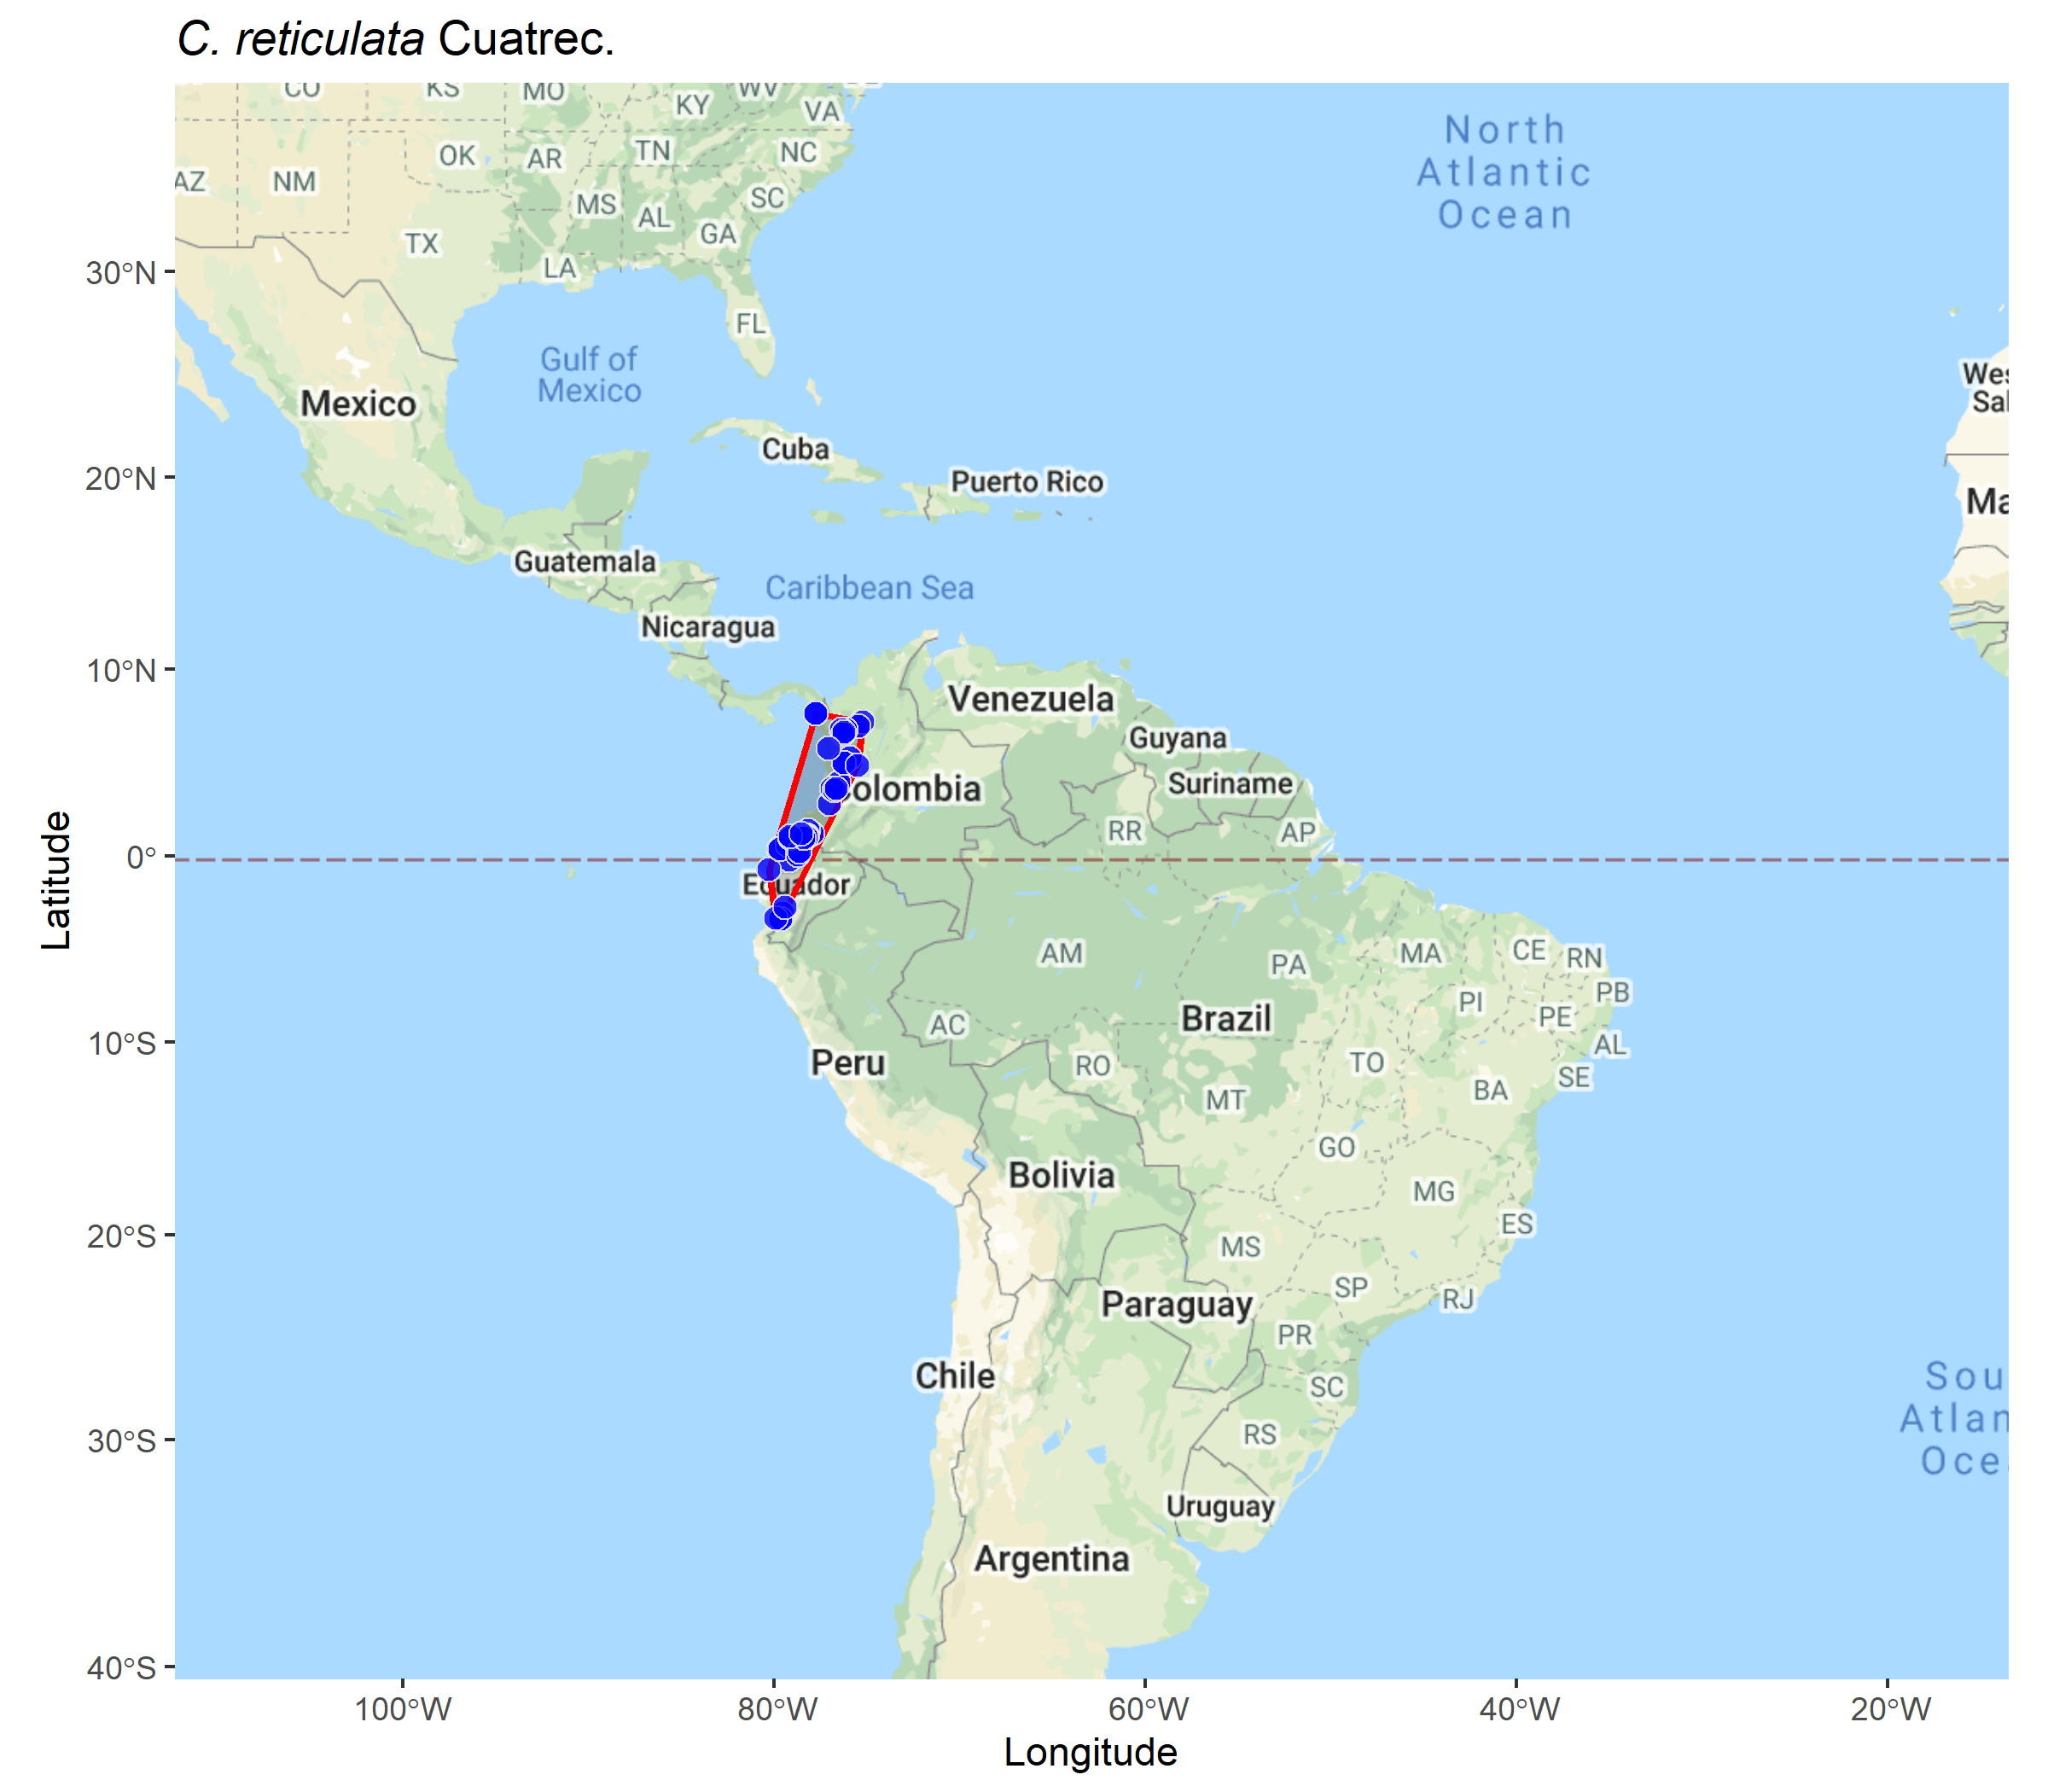 C. reticulata Cuatrec.
CO
KS
MO
KY
WV
VA
OK
AR
TN
NC
AZ
NM
MS
AL
SC
GA
TX
LA
FL
North
Atlantic
Ocean
Gulf of
Mexico
Mexico
Cuba
Puerto Rico
Guatemala
Caribbean Sea
Nicaragua
Wes
Sal
Ma
Venezuela
Guyana
Suriname
Colombia
RR
AP
Ecuador
AM
PA
MA
CE
RN
PB
PI
PE
AL
SE
AC
Brazil
Peru
RO
TO
BA
MT
GO
Bolivia
MG
ES
MS
SP
RJ
Paraguay
PR
Chile
SC
RS
Uruguay
Argentina
Sou
Atlan
Oce
30°N
20°N
10°N
0°
10°S
20°S
30°S
40°S
Latitude
100°W
80°W
60°W
40°W
20°W
Longitude